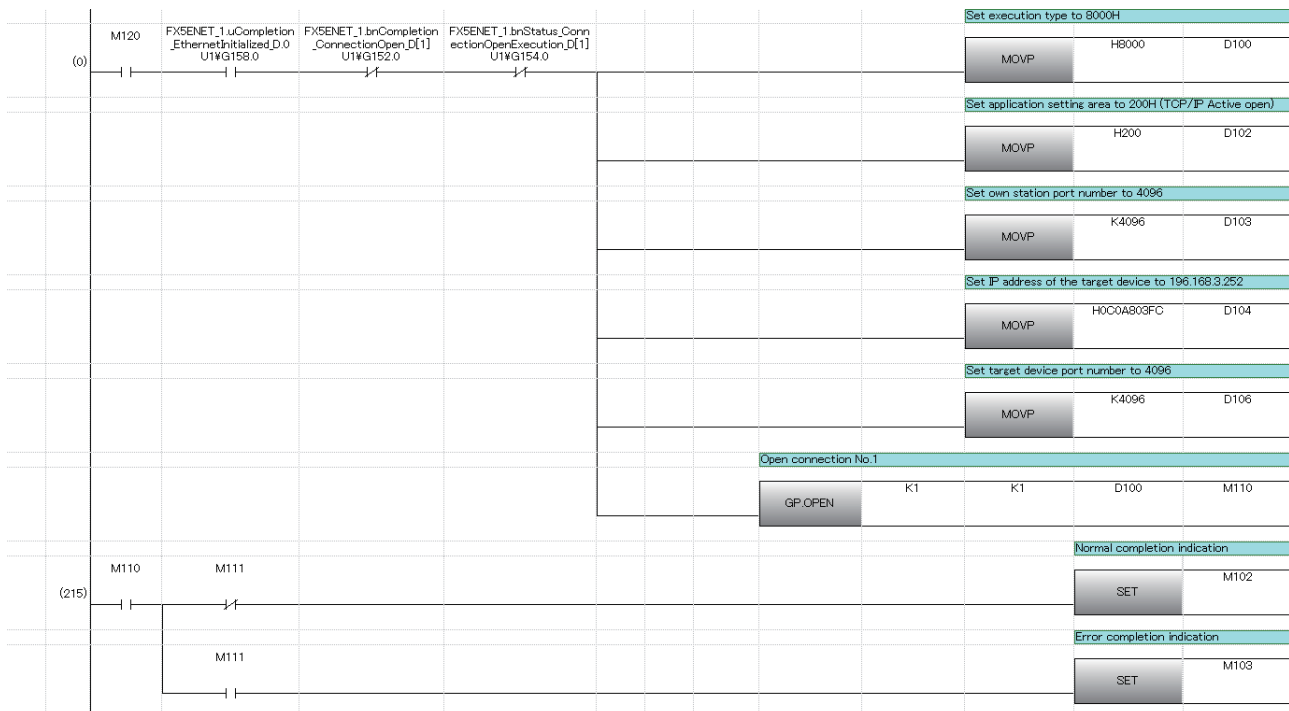 Set execution type to 8000H
M120
FX5ENET_1.uCompletion
_EthernetInitialized_D.0
U1¥G158.0
FX5ENET_1.bnCompletion
_ConnectionOpen_D[1]
U1¥G152.0
FX5ENET_1.bnStatus_Conn
ectionOpenExecution_D[1]
U1¥G154.0
(0)
MOVP H8000 D100
Set application setting area to 200H (TCP/IP Active open)
MOVP H200 D102
Set own station port number to 4096
MOVP K4096 D103
Set IP address of the target device to 196.168.3.252
MOVP H0C0A803FC D104
Set target device port number to 4096
MOVP K4096 D106
Open connection No.1
GP.OPEN K1 K1 D100 M110
Normal completion indication
(215) M110 M111 SET M102
Error completion indication
M111 SET M103